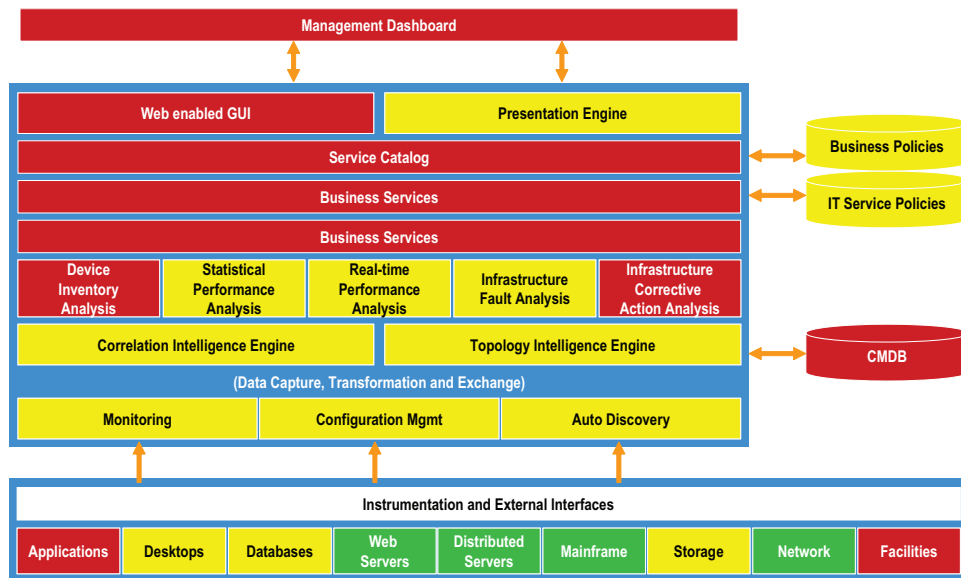 Management Dashboard
Web enabled GUI
Presentation Engine
Service Catalog
Business Services
Business Services
Device
Inventory
Analysis
Statistical
Performance
Analysis
Real-time
Performance
Analysis
Infrastructure
Fault Analysis
Infrastructure
Corrective
Action Analysis
Correlation Intelligence Engine
Topology Intelligence Engine
(Data Capture, Transformation and Exchange)
Monitoring
Configuration Mgmt
Auto Discovery
Business Policies
IT Service Policies
CMDB
Instrumentation and External Interfaces
Applications
Desktops
Databases
Web
Servers
Distributed
Servers
Mainframe
Storage
Network
Facilities